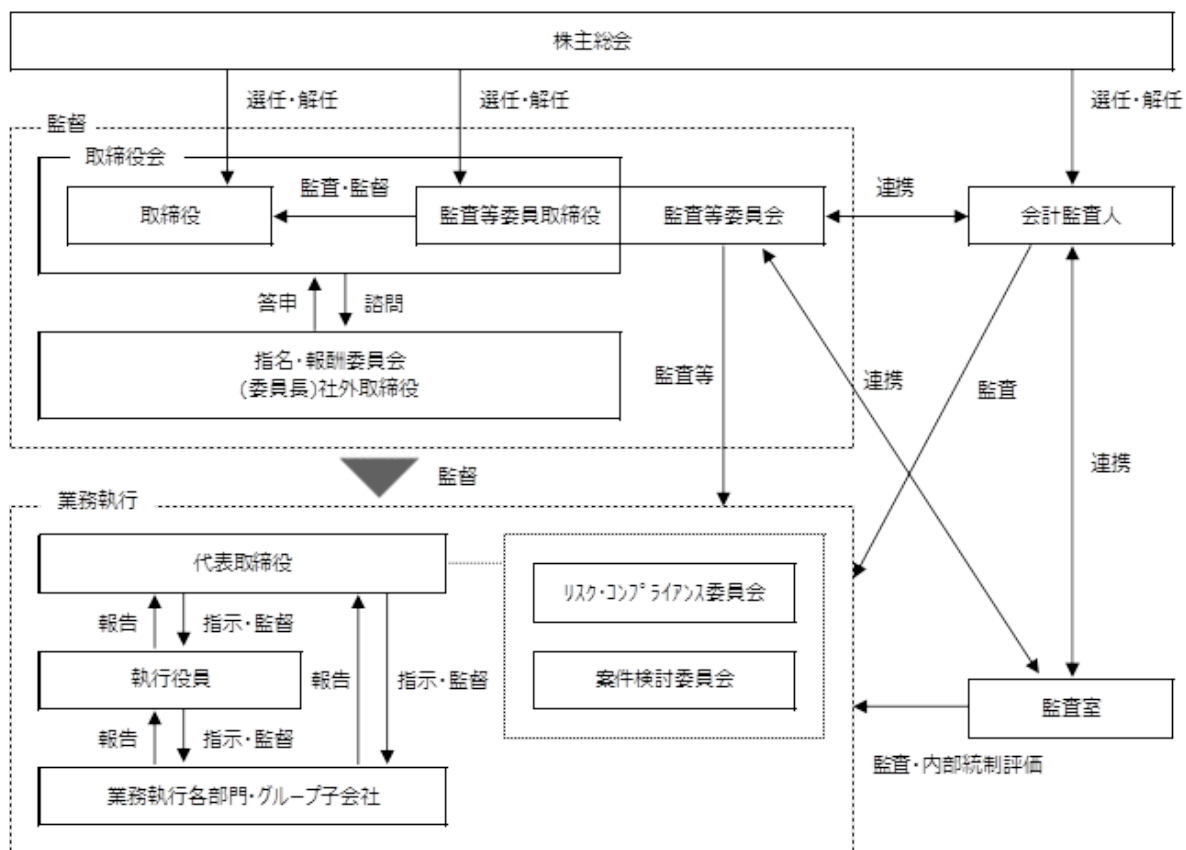 株主総会
選任・解任
選任・解任
選任・解任
監督
取締役会
取締役
監査・監督
監査等委員取締役
監査等委員会
連携
会計監査人
答申
諮問
指名・報酬委員会
(委員長)社外取締役
監査等
連携
監査
連携
監督
業務執行
代表取締役
リスク・コンプライアンス委員会
報告
指示・監督
執行役員
報告
指示・監督
案件検討委員会
監査室
報告
指示・監督
監査・内部統制評価
業務執行各部門・グループ子会社